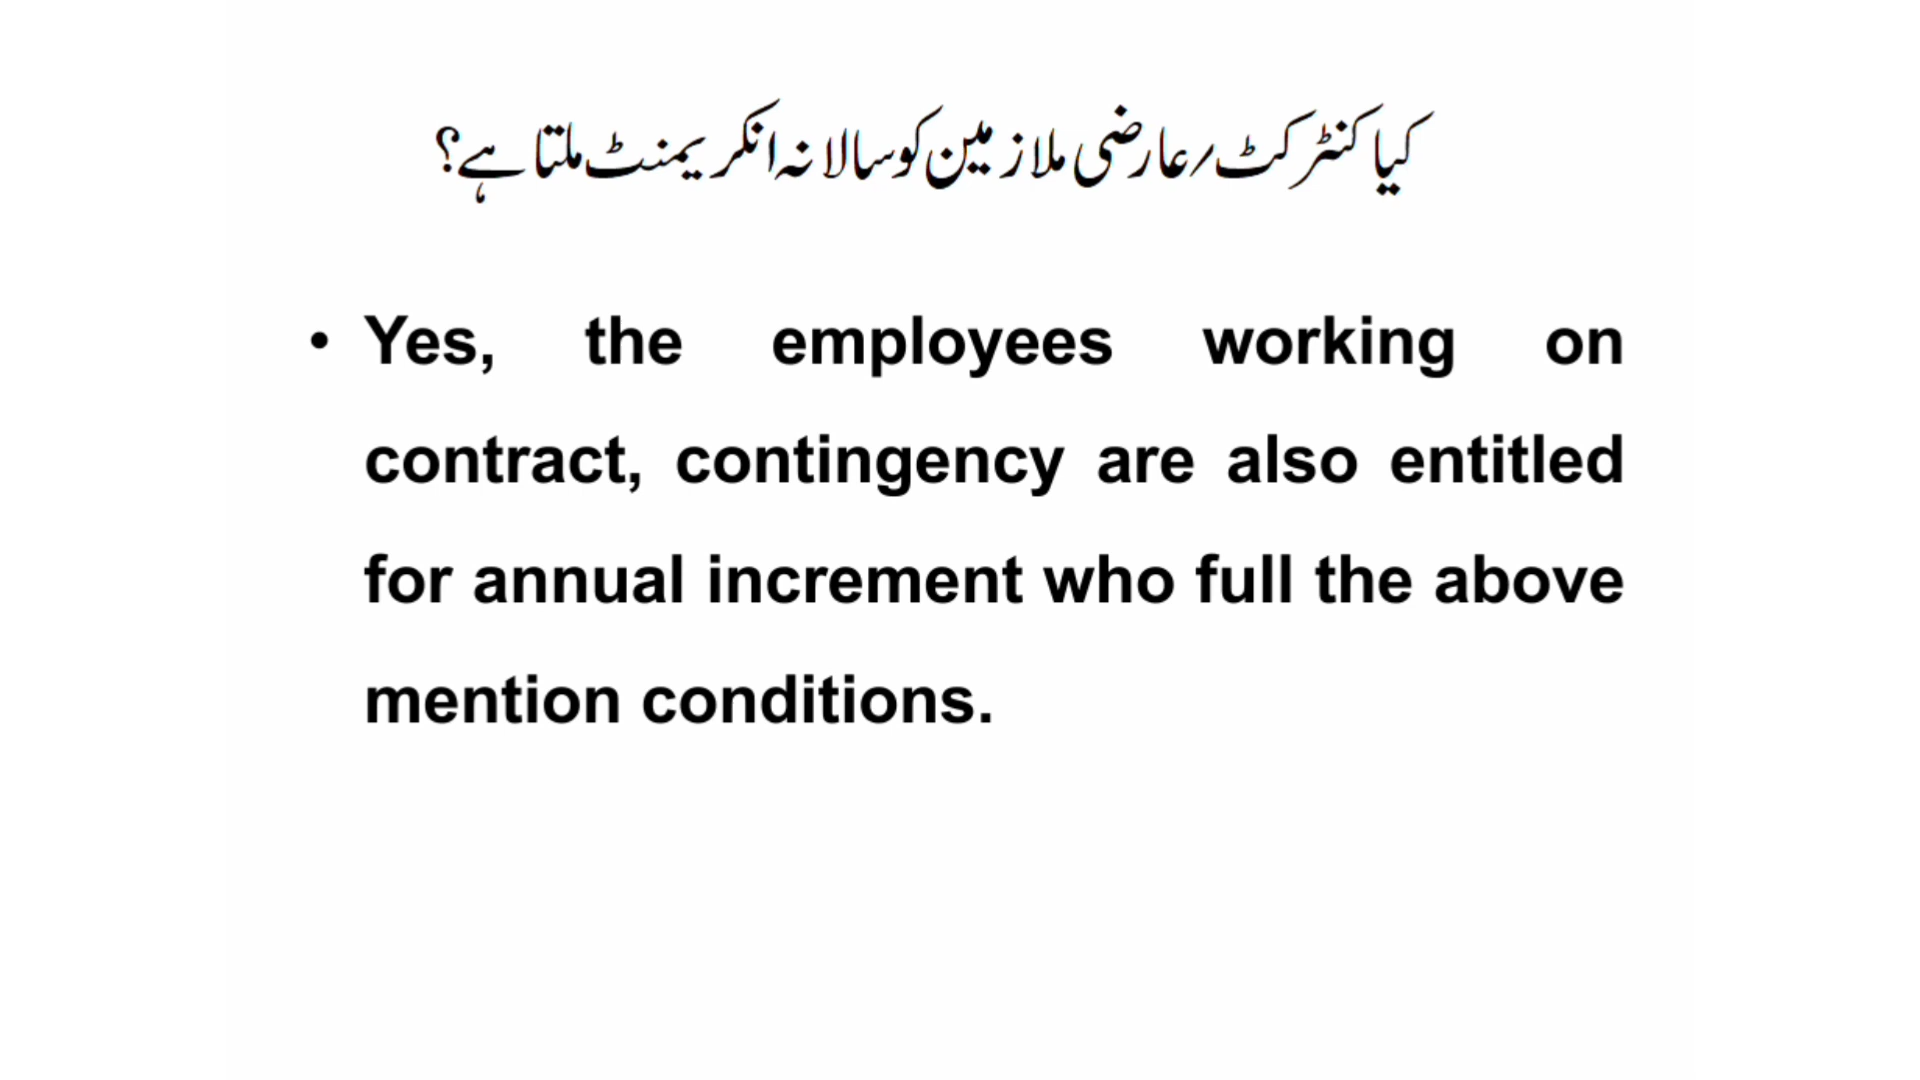 کیا کنٹرکٹ/عارضی ملازمین کو سالانہ انکریمنٹ ملتا ہے؟
• Yes, the employees working on
contract, contingency are also entitled
for annual increment who full the above
mention conditions.